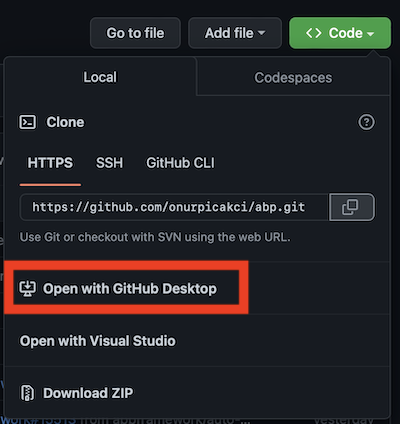 Go to file
Add file
Code
Local
Codespaces
Clone
HTTPS
SSH
GitHub CLI
https://github.com/onurpicakci/abp.git
Use Git or checkout with SVN using the web URL.
Open with GitHub Desktop
Open with Visual Studio
Download ZIP